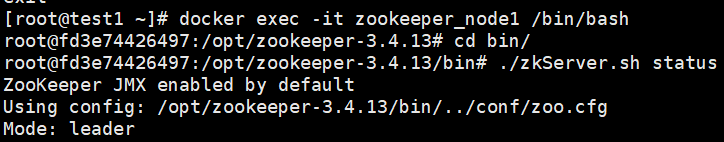 [root@test1 ~]# docker exec -it zookeeper_node1 /bin/bash
root@fd3e74426497:/opt/zookeeper-3.4.13# cd bin/
root@fd3e74426497:/opt/zookeeper-3.4.13/bin# ./zkServer.sh status
ZooKeeper JMX enabled by default
Using config: /opt/zookeeper-3.4.13/bin/../conf/zoo.cfg
Mode: leader